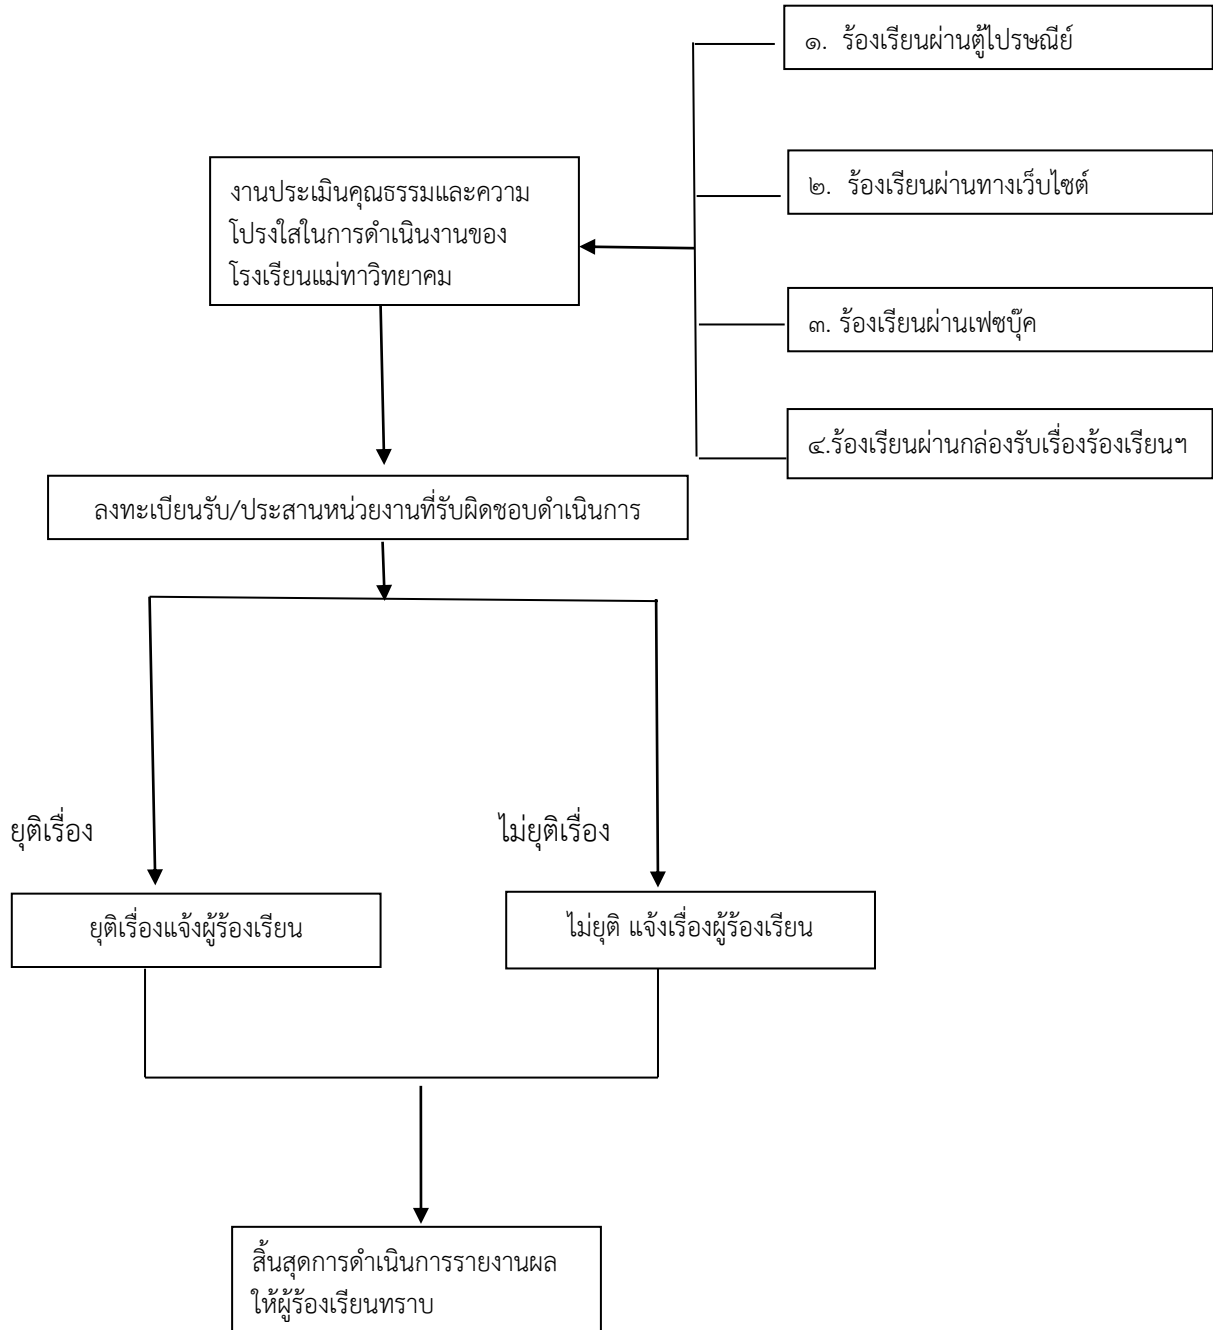 ๑. ร้องเรียนผ่านตู้ไปรษณีย์
๒. ร้องเรียนผ่านทางเว็บไซต์
งานประเมินคุณธรรมและความ
โปรงใสในการดำเนินงานของ
โรงเรียนแม่ทาวิทยาคม
๓. ร้องเรียนผ่านเฟซบุ๊ค
๔.ร้องเรียนผ่านกล่องรับเรื่องร้องเรียนฯ
ลงทะเบียนรับ/ประสานหน่วยงานที่รับผิดชอบดำเนินการ
ยุติเรื่อง
ไม่ยุติเรื่อง
ยุติเรื่องแจ้งผู้ร้องเรียน
ไม่ยุติ แจ้งเรื่องผู้ร้องเรียน
สิ้นสุดการดำเนินการรายงานผล
ให้ผู้ร้องเรียนทราบ